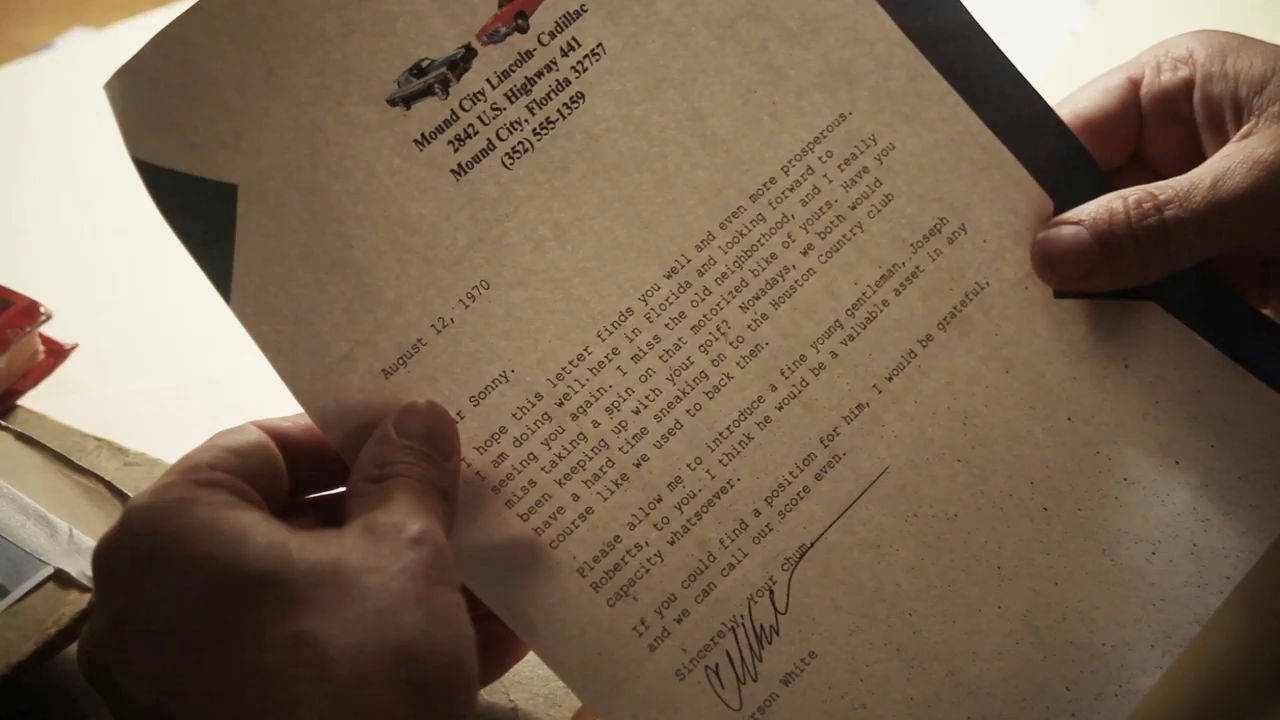 Mound City Lincoln- Cadillac
2842 U.S. Highway 441
Mound City, Florida 32757
(352) 555-1359
August 12, 1970
r Sonny.
I hope this letter finds you well and even more prosperous.
I am doing well here in Florida and looking forward to
seeing you again. I miss the old neighborhood, and I really
miss taking a spin on that motorized bike of yours. Have you
been keeping up with your golf? Nowadays, we both would
have a hard time sneaking on to the Houston Country club
course like we used to back then.
Please allow me to introduce a fine young gentleman, Joseph
Roberts, to you. I think he would be a valuable asset in any
capacity whatsoever.
If you could find a position for him, I would be grateful,
and we can call our score even.
Sincerely, Your chum,
rson White